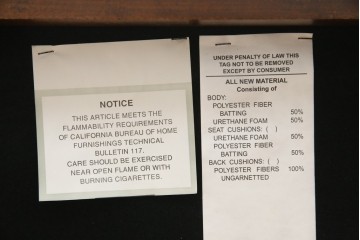 NOTICE
THIS ARTICLE MEETS THE
FLAMMABILITY REQUIREMENTS
OF CALIFORNIA BUREAU OF HOME
FURNISHINGS TECHNICAL
BULLETIN 117.
CARE SHOULD BE EXERCISED
NEAR OPEN FLAME OR WITH
BURNING CIGARETTES.
UNDER PENALTY OF LAW THIS
TAG NOT TO BE REMOVED
EXCEPT BY CONSUMER
ALL NEW MATERIAL
Consisting of
BODY:
POLYESTER FIBER
BATTING 50%
URETHANE FOAM 50%
SEAT CUSHIONS: ( )
URETHANE FOAM 50%
POLYESTER FIBER
BATTING 50%
BACK CUSHIONS: ( )
POLYESTER FIBERS 100%
UNGARNETTED